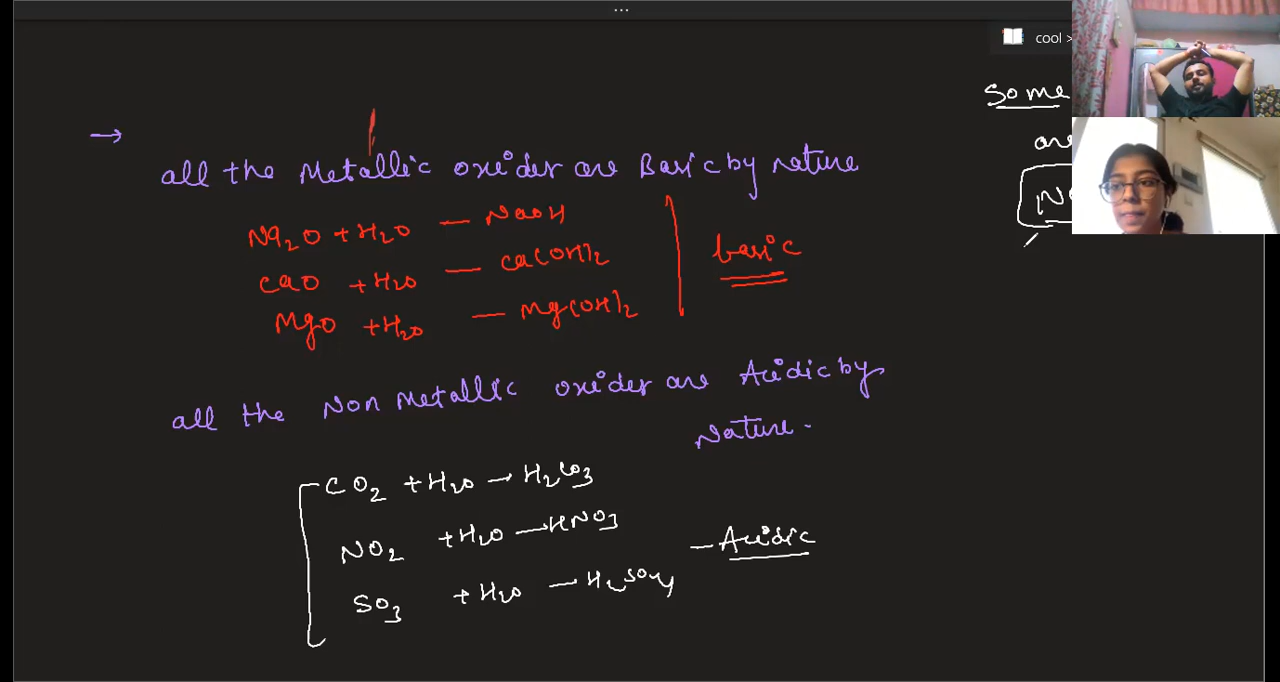 ...
cool >
Some
are
→
all the Metallic oxides are Basic by nature
Na₂O + H₂O — NaOH
CaO + H₂O — Ca(OH)₂
MgO + H₂O — Mg(OH)₂
basic
all the Non Metallic oxides are Acidic by
Nature.
CO₂ + H₂O → H₂CO₃
NO₂ + H₂O — HNO₃
SO₃ + H₂O — H₂SO₄
– Acidic